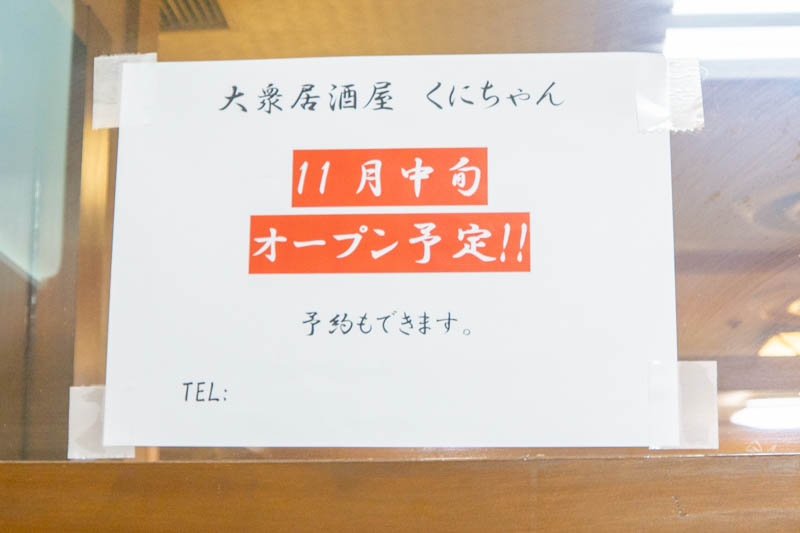 大衆居酒屋 くにちゃん
11月中旬
オープン予定!!
予約もできます。
TEL: